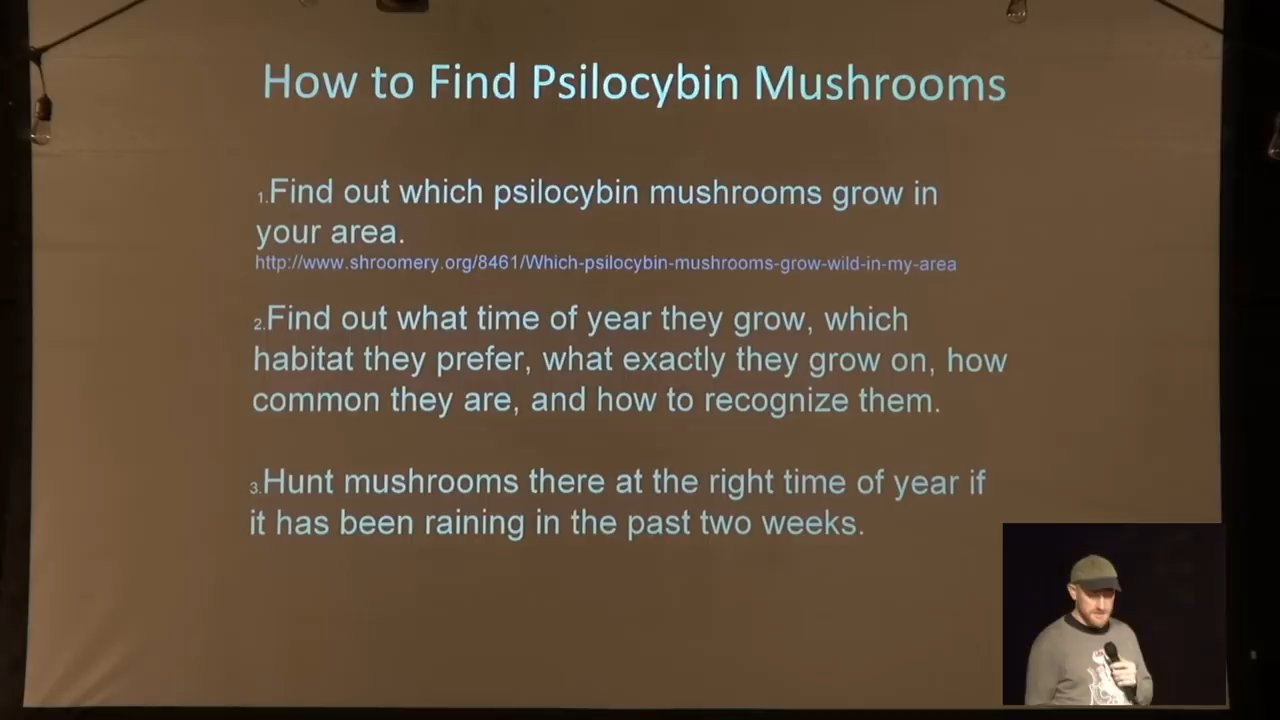 How to Find Psilocybin Mushrooms
1.Find out which psilocybin mushrooms grow in
your area.
http://www.shroomery.org/8461/Which-psilocybin-mushrooms-grow-wild-in-my-area
2.Find out what time of year they grow, which
habitat they prefer, what exactly they grow on, how
common they are, and how to recognize them.
3.Hunt mushrooms there at the right time of year if
it has been raining in the past two weeks.